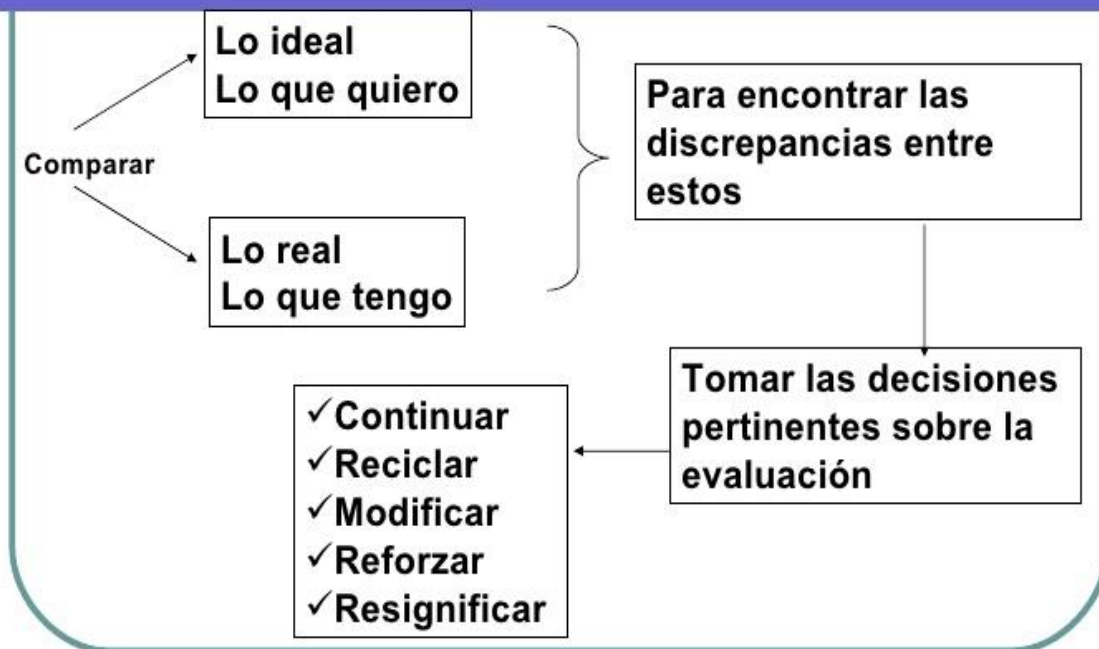 Lo ideal
Lo que quiero
Comparar
Lo real
Lo que tengo
Para encontrar las
discrepancias entre
estos
Tomar las decisiones
pertinentes sobre la
evaluación
✓Continuar
✓Reciclar
✓Modificar
✓Reforzar
✓Resignificar